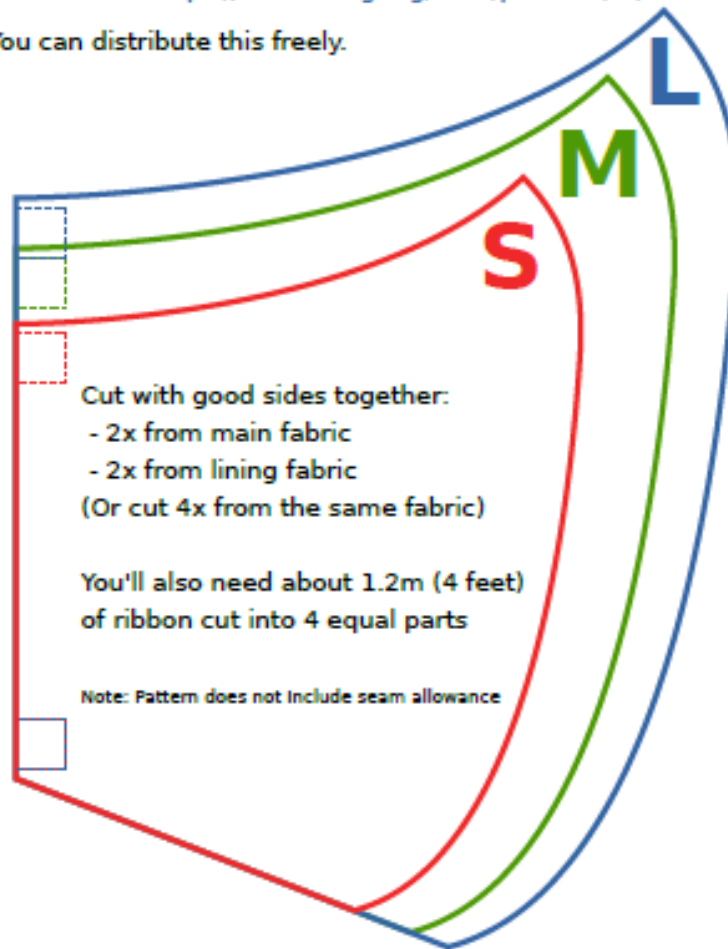 You can distribute this freely.
L
M
S
Cut with good sides together:
- 2x from main fabric
- 2x from lining fabric
(Or cut 4x from the same fabric)
You'll also need about 1.2m (4 feet)
of ribbon cut into 4 equal parts
Note: Pattern does not Include seam allowance